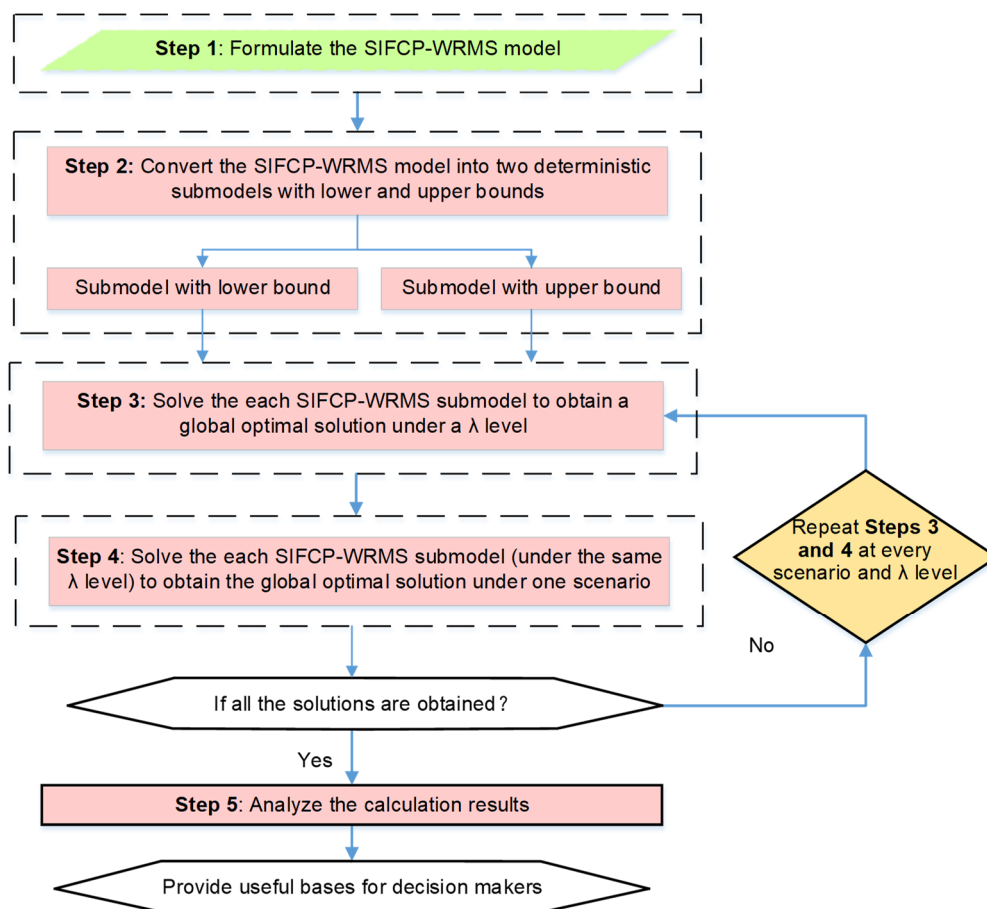 Step 1: Formulate the SIFCP-WRMS model
Step 2: Convert the SIFCP-WRMS model into two deterministic
submodels with lower and upper bounds
Submodel with lower bound
Submodel with upper bound
Step 3: Solve the each SIFCP-WRMS submodel to obtain a
global optimal solution under a λ level
Step 4: Solve the each SIFCP-WRMS submodel (under the same
λ level) to obtain the global optimal solution under one scenario
Repeat Steps 3
and 4 at every
scenario and λ level
No
If all the solutions are obtained?
Yes
Step 5: Analyze the calculation results
Provide useful bases for decision makers